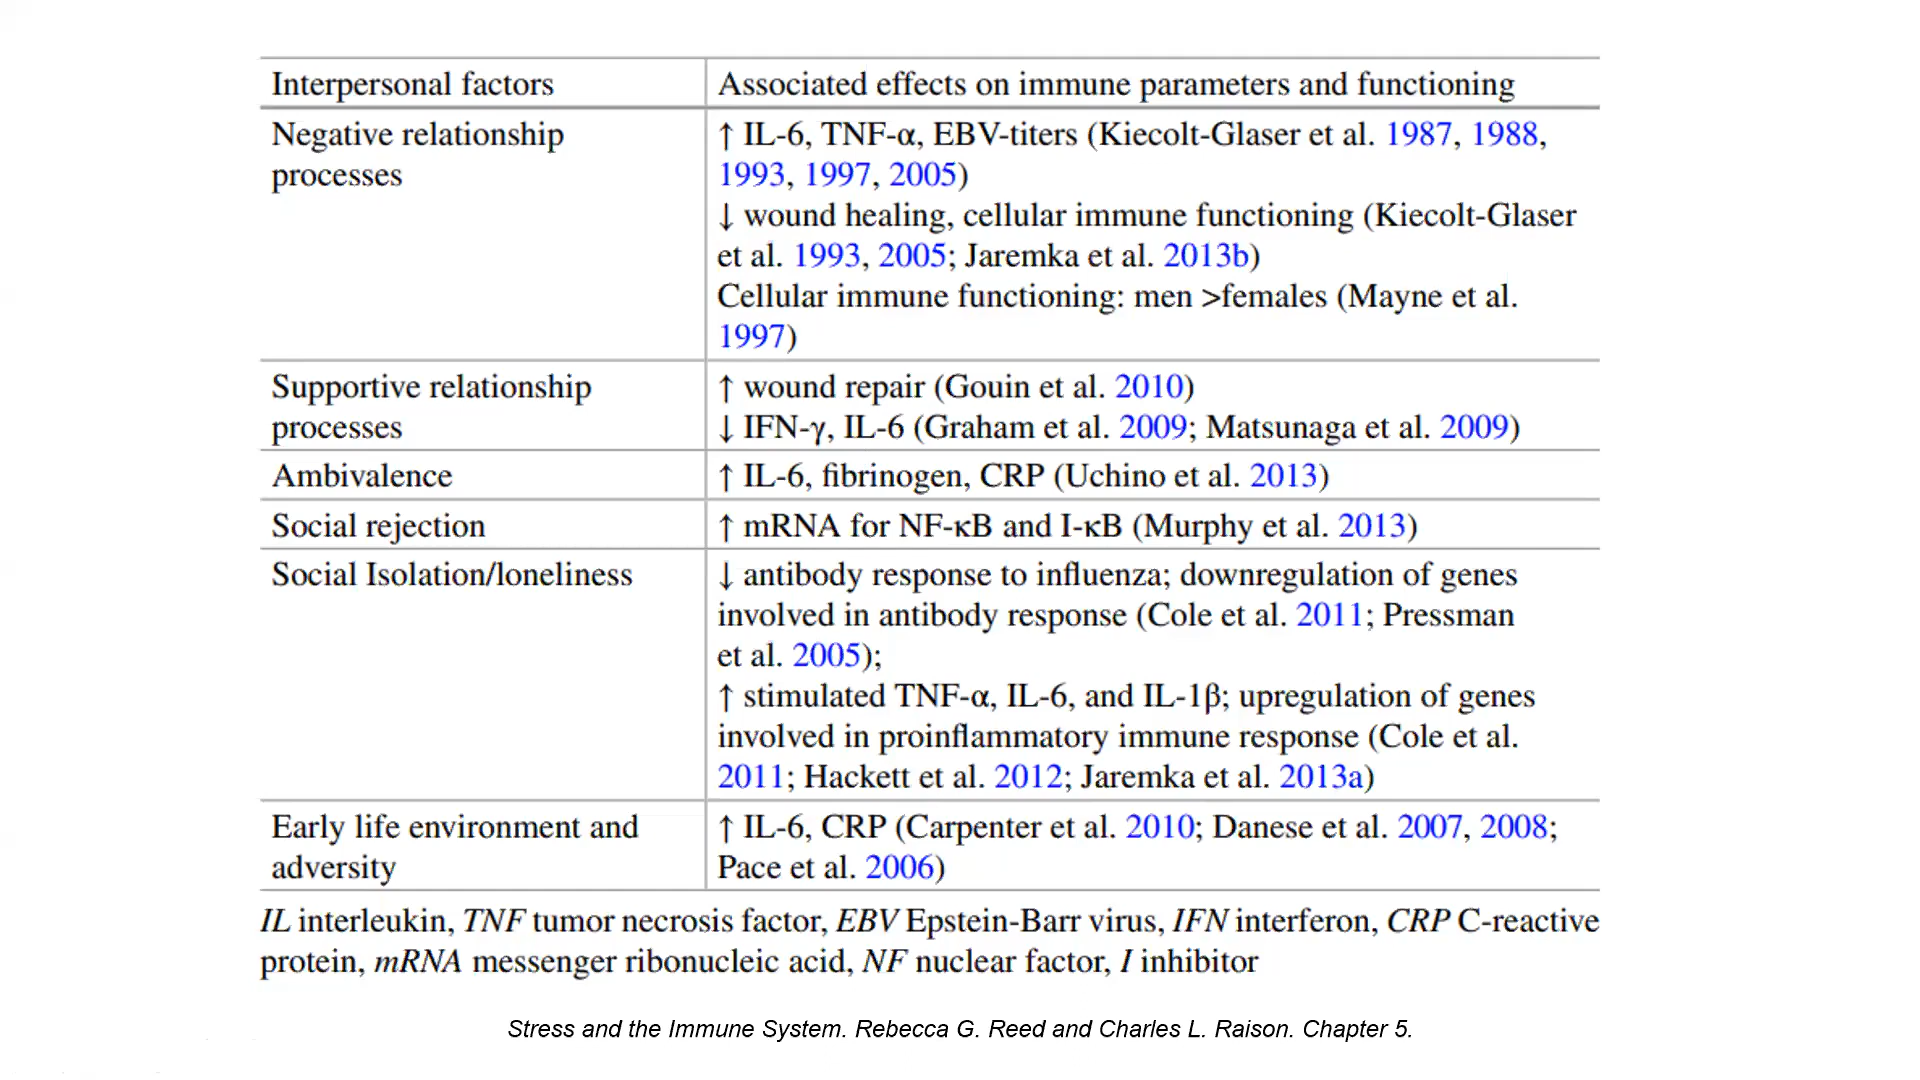 Interpersonal factors
Associated effects on immune parameters and functioning
Negative relationship
processes
↑ IL-6, TNF-α, EBV-titers (Kiecolt-Glaser et al. 1987, 1988,
1993, 1997, 2005)
↓ wound healing, cellular immune functioning (Kiecolt-Glaser
et al. 1993, 2005; Jaremka et al. 2013b)
Cellular immune functioning: men >females (Mayne et al.
1997)
Supportive relationship
processes
↑ wound repair (Gouin et al. 2010)
↓ IFN-γ, IL-6 (Graham et al. 2009; Matsunaga et al. 2009)
Ambivalence
↑ IL-6, fibrinogen, CRP (Uchino et al. 2013)
Social rejection
↑ mRNA for NF-κB and I-κB (Murphy et al. 2013)
Social Isolation/loneliness
↓ antibody response to influenza; downregulation of genes
involved in antibody response (Cole et al. 2011; Pressman
et al. 2005);
↑ stimulated TNF-α, IL-6, and IL-1β; upregulation of genes
involved in proinflammatory immune response (Cole et al.
2011; Hackett et al. 2012; Jaremka et al. 2013a)
Early life environment and
adversity
↑ IL-6, CRP (Carpenter et al. 2010; Danese et al. 2007, 2008;
Pace et al. 2006)
IL interleukin, TNF tumor necrosis factor, EBV Epstein-Barr virus, IFN interferon, CRP C-reactive
protein, mRNA messenger ribonucleic acid, NF nuclear factor, I inhibitor
Stress and the Immune System. Rebecca G. Reed and Charles L. Raison. Chapter 5.